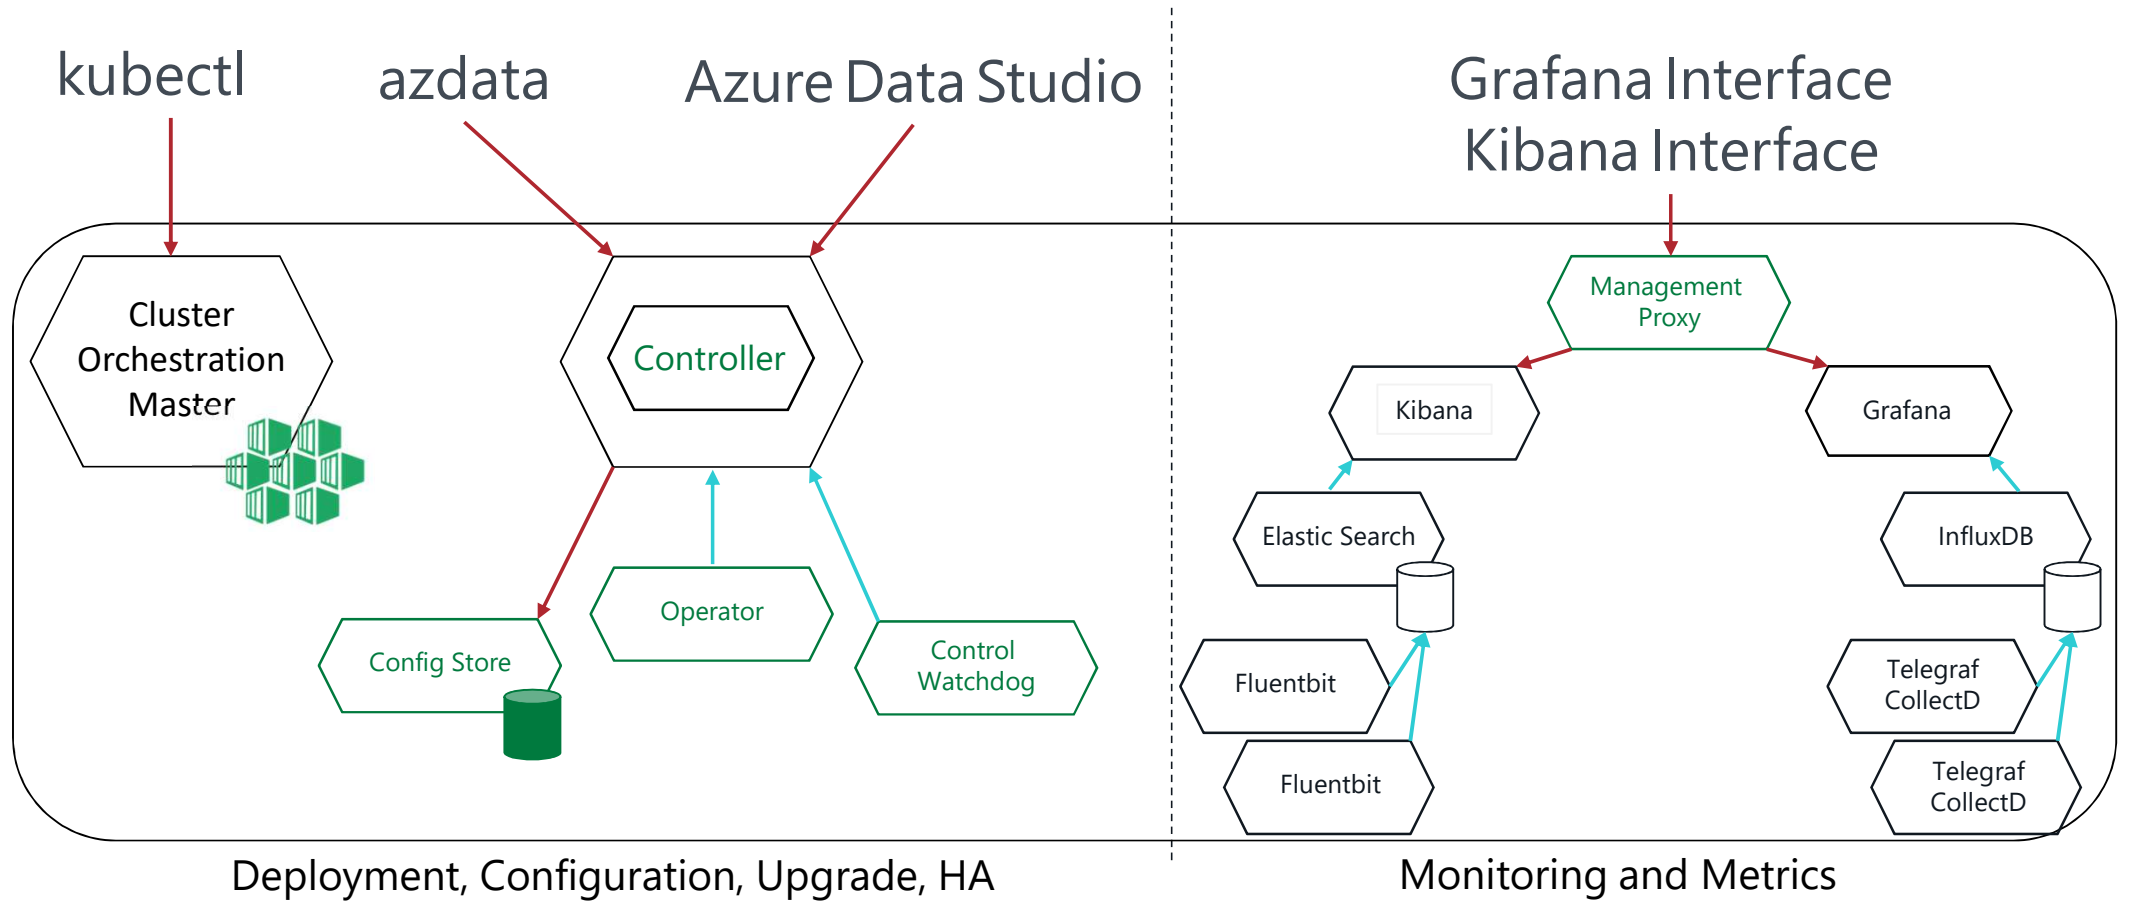 kubectl
azdata
Azure Data Studio
Grafana Interface
Kibana Interface
Cluster
Orchestration
Master
Controller
Config Store
Operator
Control
Watchdog
Management
Proxy
Kibana
Grafana
Elastic Search
InfluxDB
Fluentbit
Fluentbit
Telegraf
CollectD
Telegraf
CollectD
Deployment, Configuration, Upgrade, HA
Monitoring and Metrics